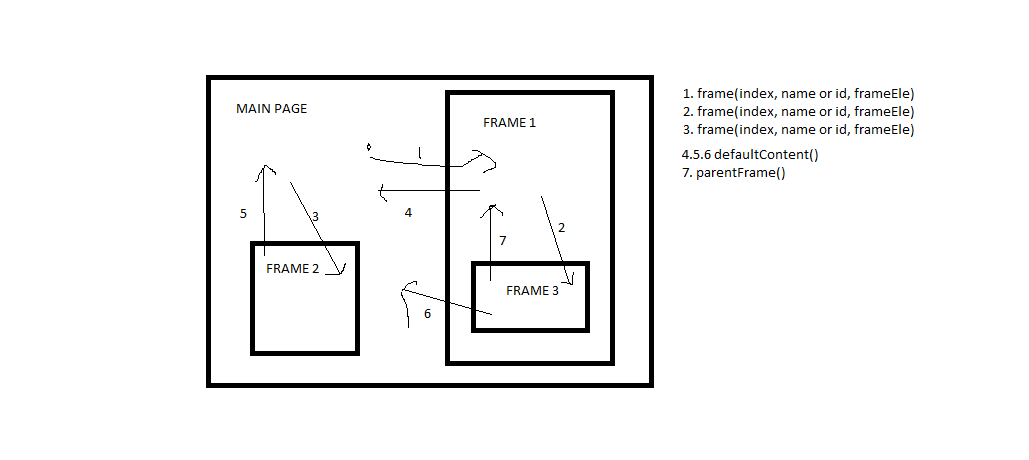 MAIN PAGE
FRAME 1
1
4
5
3
7
2
6
FRAME 2
FRAME 3
1. frame(index, name or id, frameEle)
2. frame(index, name or id, frameEle)
3. frame(index, name or id, frameEle)
4.5.6 defaultContent()
7. parentFrame()